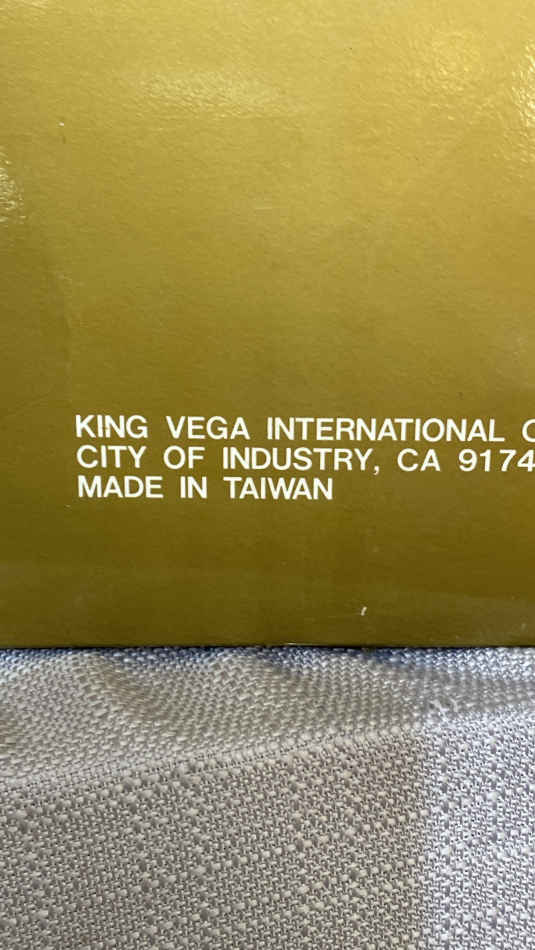 KING VEGA INTERNATIONAL
CITY OF INDUSTRY, CA 9174
MADE IN TAIWAN